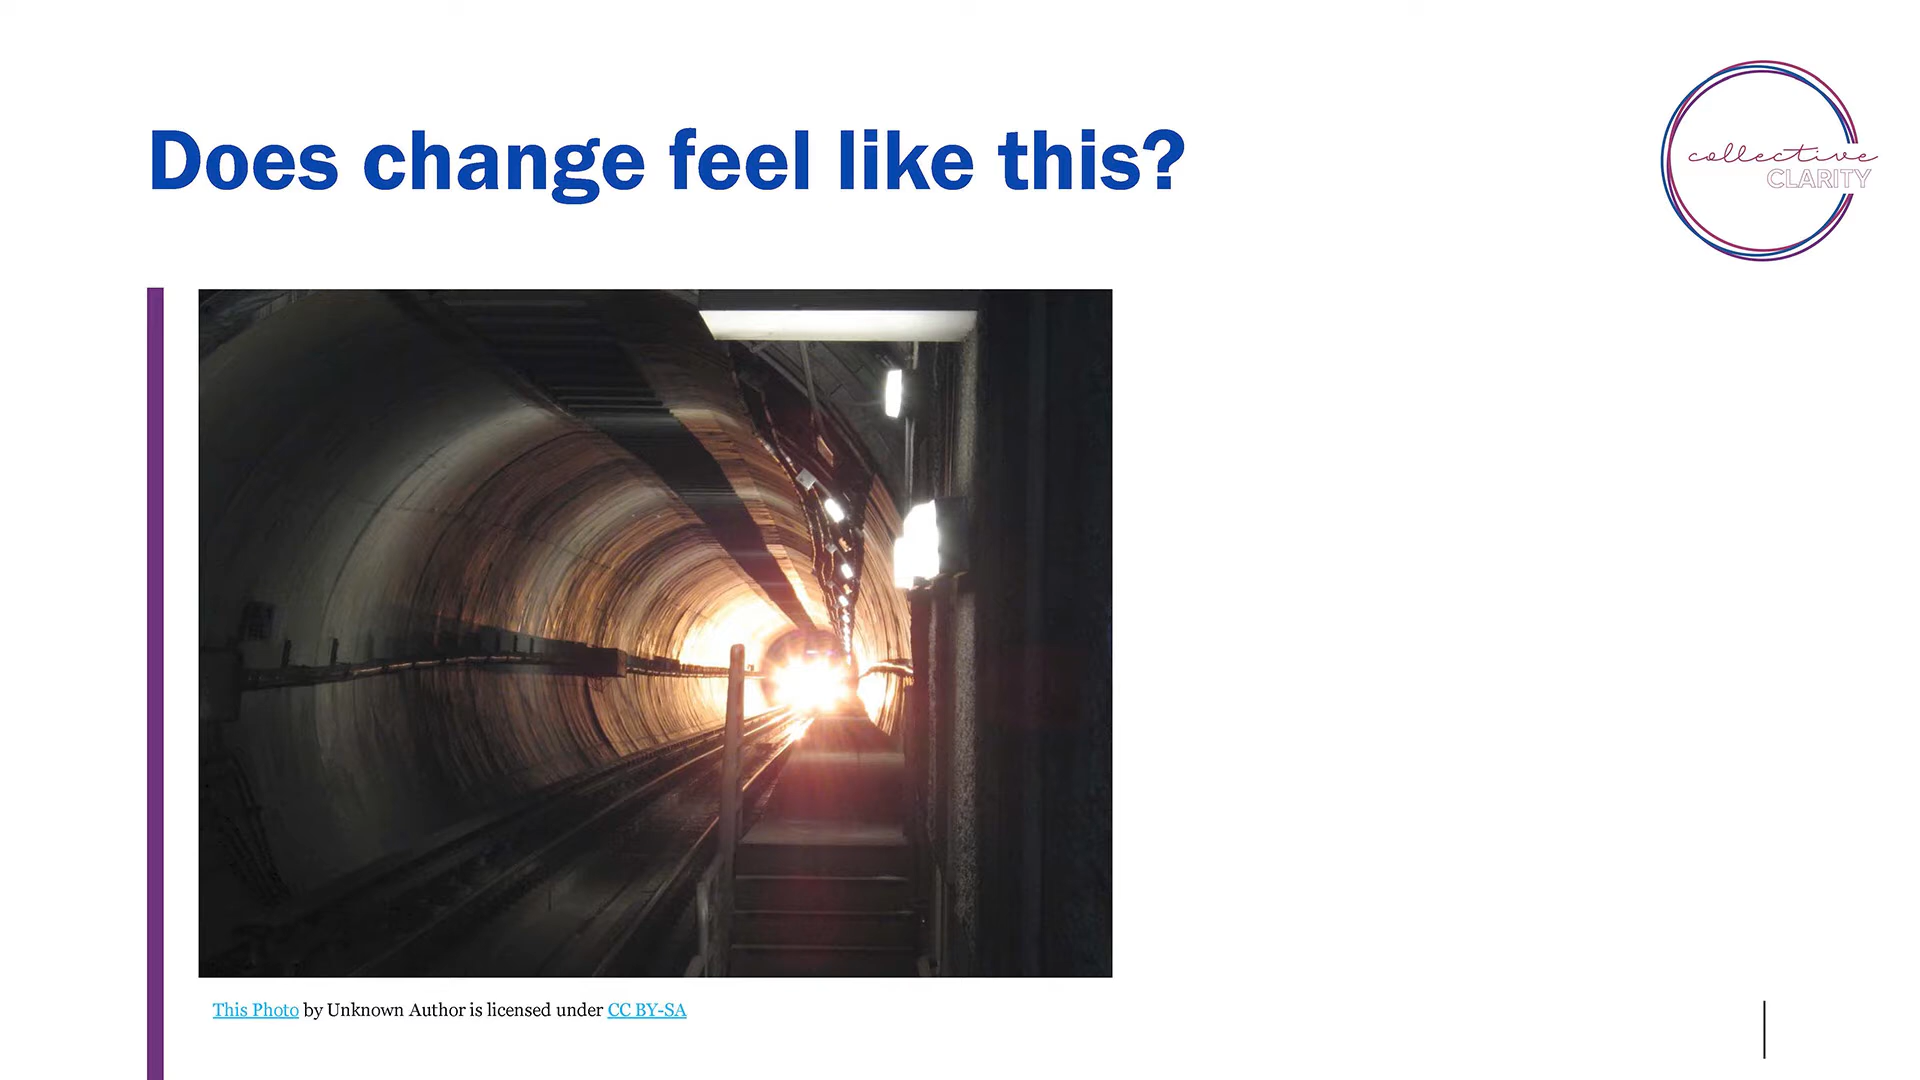 Does change feel like this?
collective
CLARITY
This Photo by Unknown Author is licensed under CC BY-SA